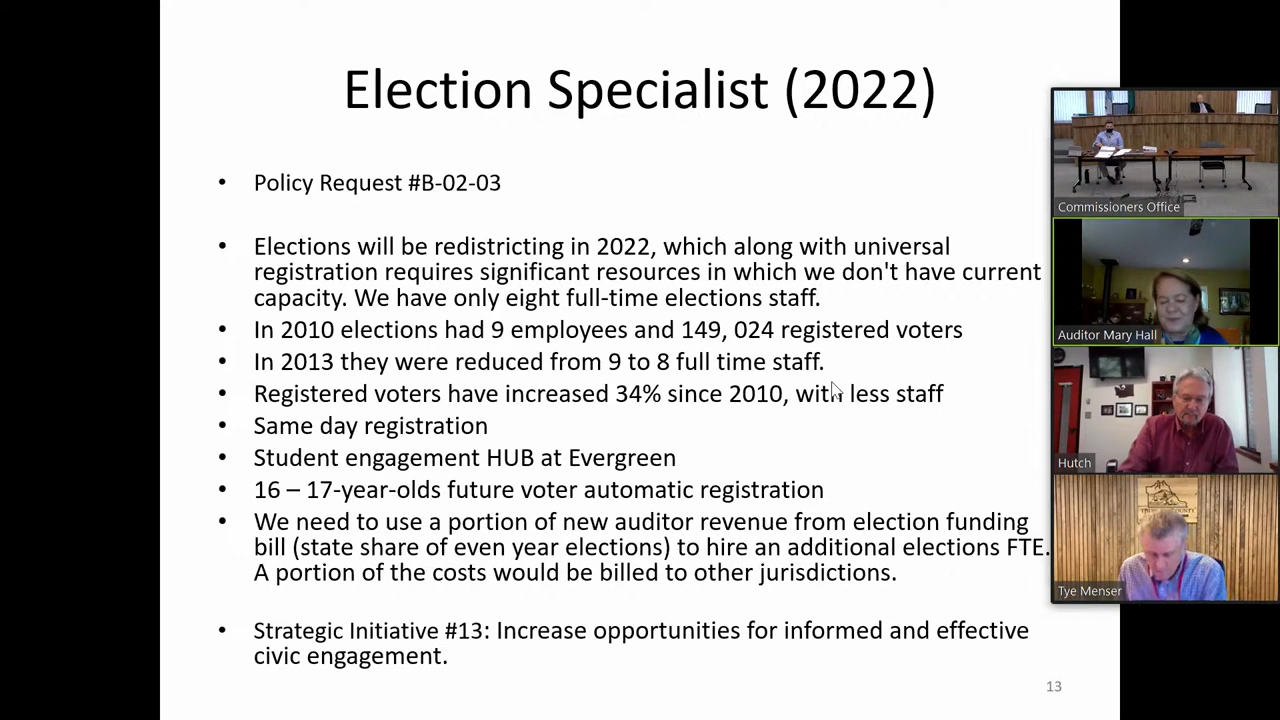 Election Specialist (2022)
• Policy Request #B-02-03
• Elections will be redistricting in 2022, which along with universal
registration requires significant resources in which we don't have current
capacity. We have only eight full-time elections staff.
• In 2010 elections had 9 employees and 149, 024 registered voters
• In 2013 they were reduced from 9 to 8 full time staff.
• Registered voters have increased 34% since 2010, with less staff
• Same day registration
• Student engagement HUB at Evergreen
• 16 – 17-year-olds future voter automatic registration
• We need to use a portion of new auditor revenue from election funding
bill (state share of even year elections) to hire an additional elections FTE.
A portion of the costs would be billed to other jurisdictions.
• Strategic Initiative #13: Increase opportunities for informed and effective
civic engagement.
13
Commissioners Office
Auditor Mary Hall
Hutch
Tye Menser